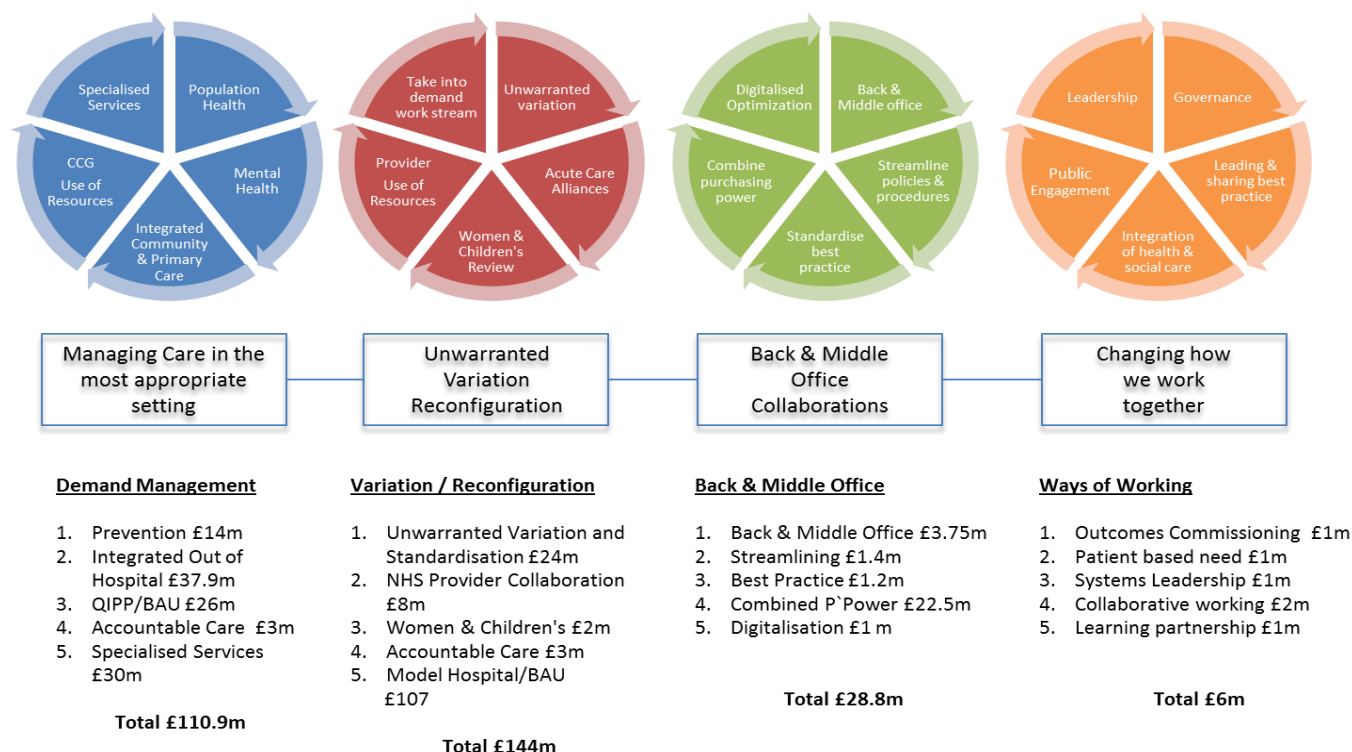 Specialised
Services
Population
Health
Mental
Health
Integrated
Community
& Primary
Care
CCG
Use of
Resources
Take into
demand
work stream
Unwarranted
variation
Acute Care
Alliances
Women &
Children's
Review
Provider
Use of
Resources
Digitalised
Optimization
Back &
Middle office
Streamline
policies &
procedures
Standardise
best
practice
Combine
purchasing
power
Leadership
Governance
Leading &
sharing best
practice
Integration
of health &
social care
Public
Engagement
Managing Care in the
most appropriate
setting
Unwarranted
Variation
Reconfiguration
Back & Middle
Office
Collaborations
Changing how
we work
together
Demand Management
1. Prevention £14m
2. Integrated Out of
Hospital £37.9m
3. QIPP/BAU £26m
4. Accountable Care £3m
5. Specialised Services
£30m
Total £110.9m
Variation / Reconfiguration
1. Unwarranted Variation and
Standardisation £24m
2. NHS Provider Collaboration
£8m
3. Women & Children's £2m
4. Accountable Care £3m
5. Model Hospital/BAU
£107
Total £144m
Back & Middle Office
1. Back & Middle Office £3.75m
2. Streamlining £1.4m
3. Best Practice £1.2m
4. Combined P`Power £22.5m
5. Digitalisation £1 m
Total £28.8m
Ways of Working
1. Outcomes Commissioning £1m
2. Patient based need £1m
3. Systems Leadership £1m
4. Collaborative working £2m
5. Learning partnership £1m
Total £6m